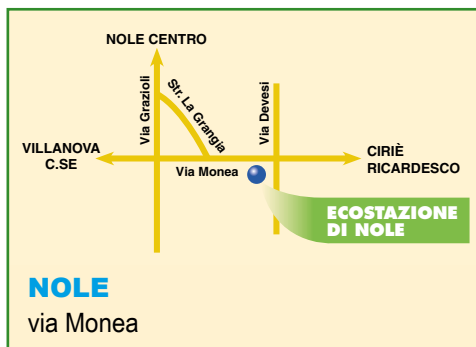 NOLE CENTRO
Via Grazioli
Str. La Grangia
Via Devesi
VILLANOVA
C.SE
Via Monea
CIRIÈ
RICARDESCO
ECOSTAZIONE
DI NOLE
NOLE
via Monea